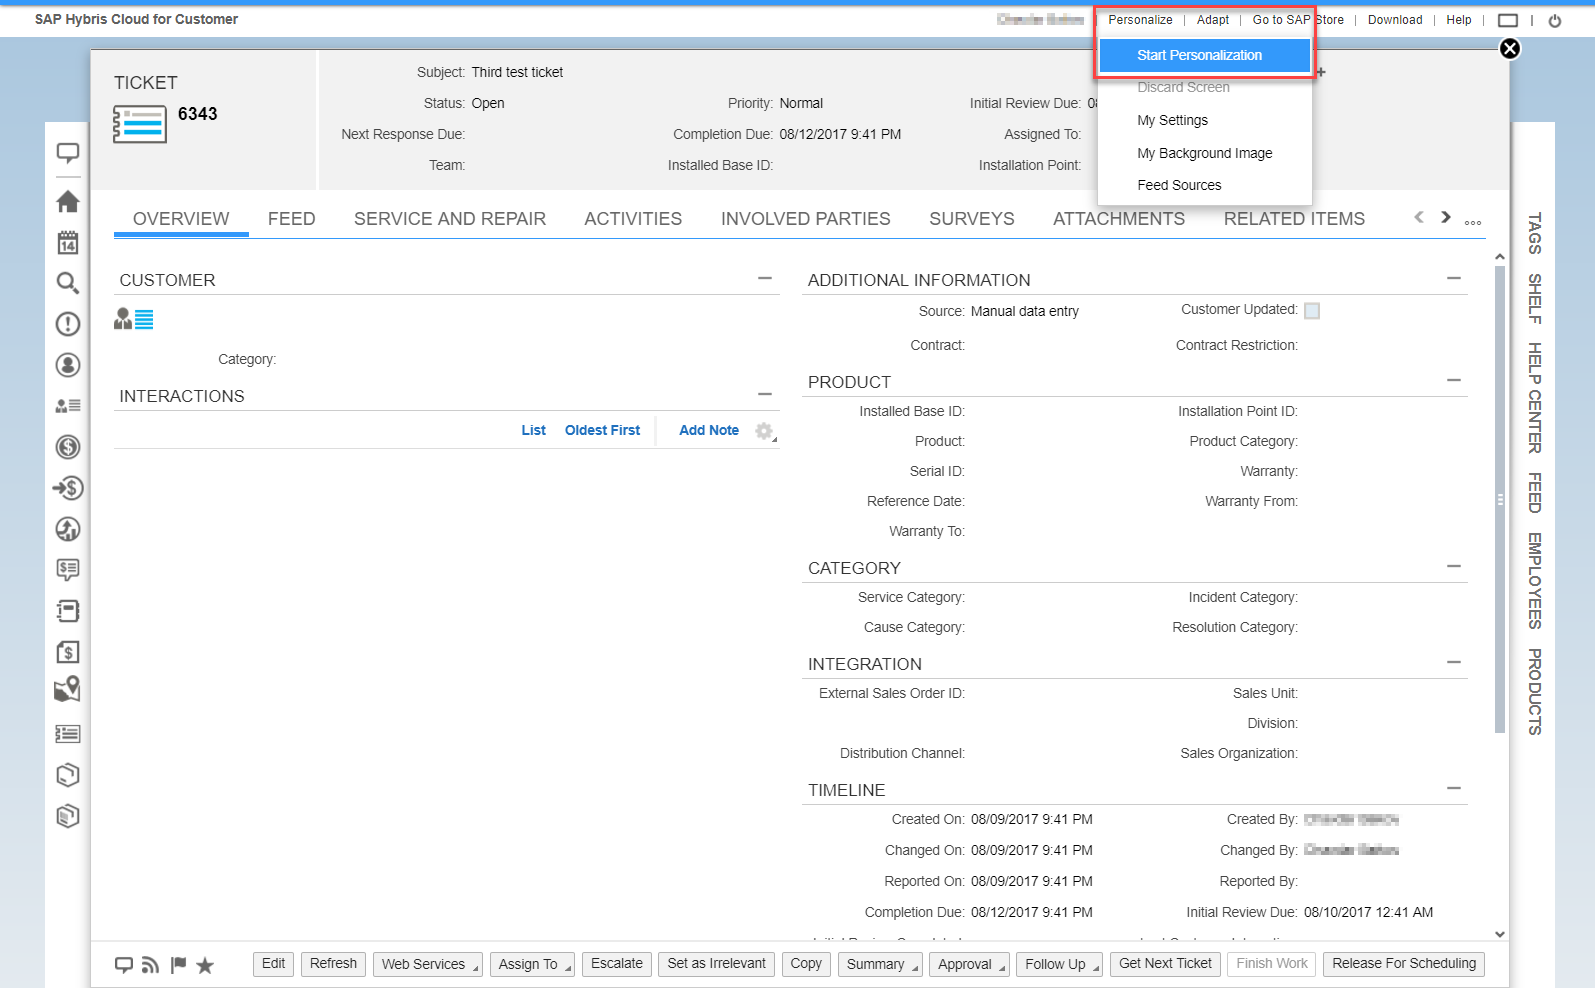 SAP Hybris Cloud for Customer
Personalize | Adapt | Go to SAP Store | Download | Help
Start Personalization
Discard Screen
My Settings
My Background Image
Feed Sources
TICKET
6343
Subject: Third test ticket
Status: Open Priority: Normal Initial Review Due:
Next Response Due: Completion Due: 08/12/2017 9:41 PM Assigned To:
Team: Installed Base ID: Installation Point:
OVERVIEW FEED SERVICE AND REPAIR ACTIVITIES INVOLVED PARTIES SURVEYS ATTACHMENTS RELATED ITEMS
CUSTOMER
Category:
INTERACTIONS
List Oldest First Add Note
ADDITIONAL INFORMATION
Source: Manual data entry Customer Updated:
Contract: Contract Restriction:
PRODUCT
Installed Base ID: Installation Point ID:
Product: Product Category:
Serial ID: Warranty:
Reference Date: Warranty From:
Warranty To:
CATEGORY
Service Category: Incident Category:
Cause Category: Resolution Category:
INTEGRATION
External Sales Order ID: Sales Unit:
Division:
Distribution Channel: Sales Organization:
TIMELINE
Created On: 08/09/2017 9:41 PM Created By:
Changed On: 08/09/2017 9:41 PM Changed By:
Reported On: 08/09/2017 9:41 PM Reported By:
Completion Due: 08/12/2017 9:41 PM Initial Review Due: 08/10/2017 12:41 AM
Edit Refresh Web Services Assign To Escalate Set as Irrelevant Copy Summary Approval Follow Up Get Next Ticket Finish Work Release For Scheduling
14
TAGS
SHELF
HELP CENTER
FEED
EMPLOYEES
PRODUCTS